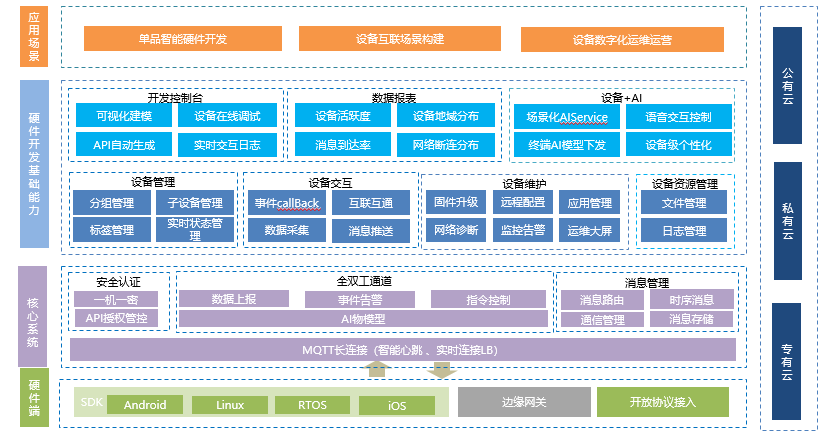 应用场景
单品智能硬件开发
设备互联场景构建
设备数字化运维运营
硬件开发基础能力
开发控制台
可视化建模
设备在线调试
API自动生成
实时交互日志
数据报表
设备活跃度
设备地域分布
消息到达率
网络断连分布
设备+AI
场景化AIService
语音交互控制
终端AI模型下发
设备级个性化
设备管理
分组管理
子设备管理
标签管理
实时状态管
理
设备交互
事件callBack
互联互通
数据采集
消息推送
设备维护
固件升级
远程配置
应用管理
网络诊断
监控告警
运维大屏
设备资源管理
文件管理
日志管理
核心系统
安全认证
一机一密
API授权管控
全双工通道
数据上报
事件告警
指令控制
AI物模型
消息管理
消息路由
时序消息
通信管理
消息存储
MQTT长连接（智能心跳 、实时连接LB）
硬件端
SDK
Android
Linux
RTOS
iOS
边缘网关
开放协议接入
公有云
私有云
专有云